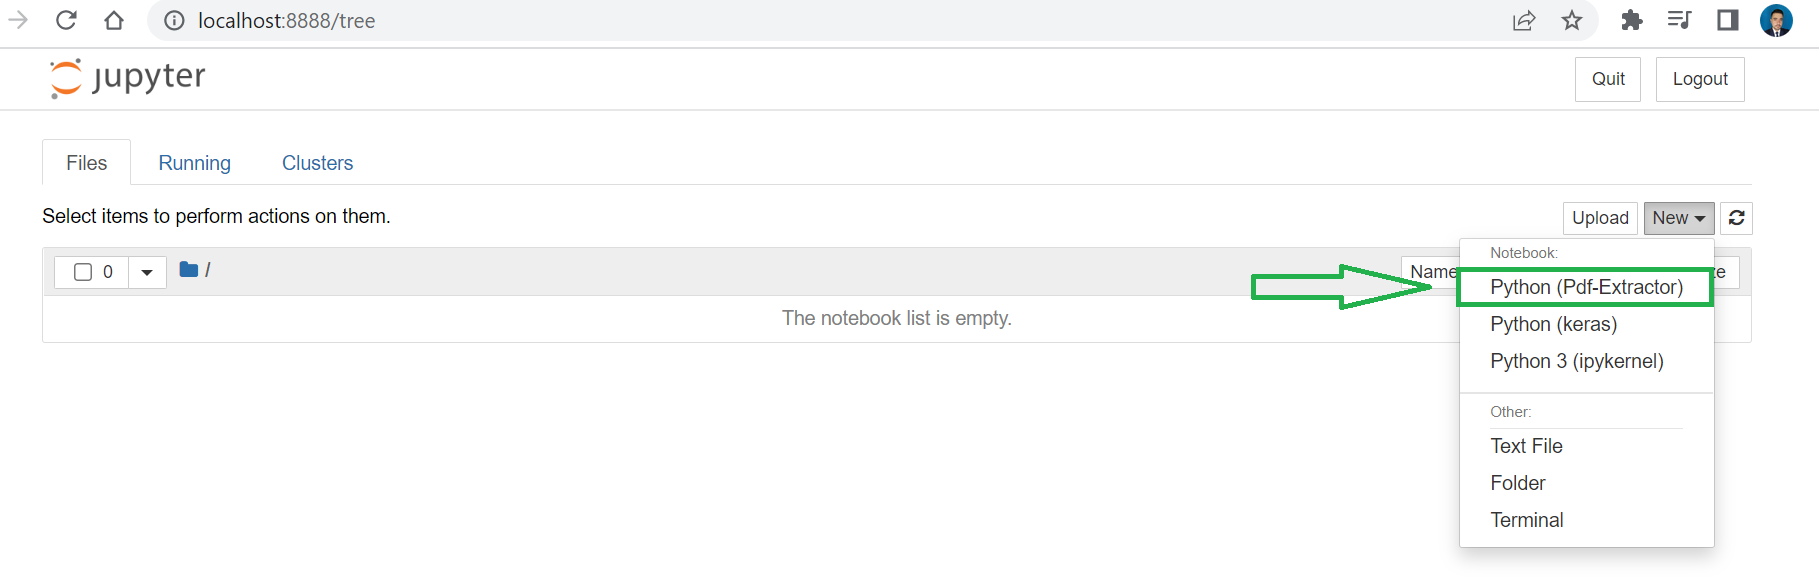 localhost:8888/tree
jupyter
Quit
Logout
Files
Running
Clusters
Select items to perform actions on them.
Upload
New
0
/
Name
The notebook list is empty.
Notebook:
Python (Pdf-Extractor)
Python (keras)
Python 3 (ipykernel)
Other:
Text File
Folder
Terminal